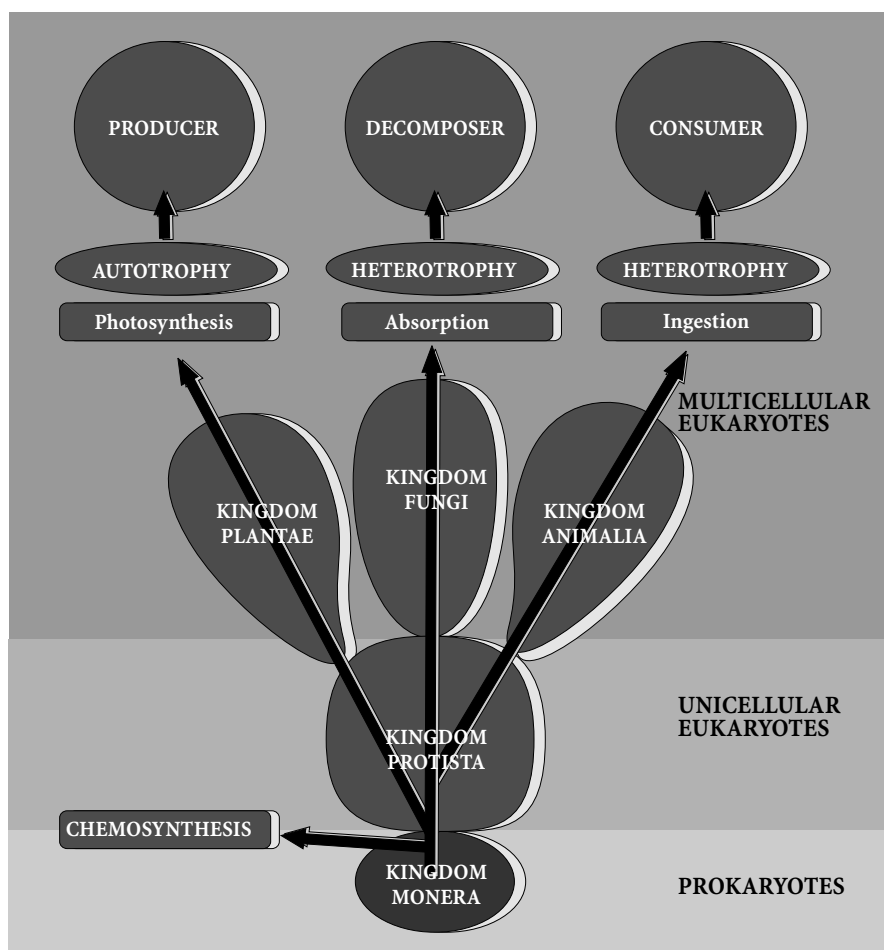 PRODUCER
DECOMPOSER
CONSUMER
AUTOTROPHY
HETEROTROPHY
HETEROTROPHY
Photosynthesis
Absorption
Ingestion
MULTICELLULAR
EUKARYOTES
KINGDOM
PLANTAE
KINGDOM
FUNGI
KINGDOM
ANIMALIA
UNICELLULAR
EUKARYOTES
KINGDOM
PROTISTA
CHEMOSYNTHESIS
KINGDOM
MONERA
PROKARYOTES